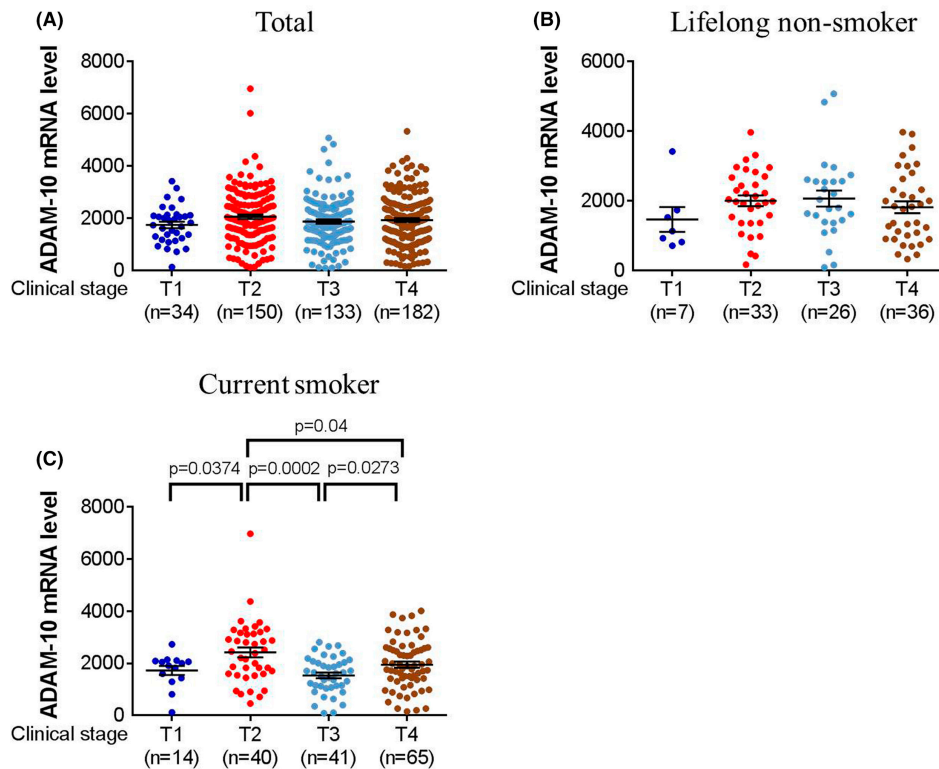 (A)
Total
ADAM-10 mRNA level
8000
6000
4000
2000
0
Clinical stage T1 T2 T3 T4
(n=34) (n=150) (n=133) (n=182)
(B)
Lifelong non-smoker
ADAM-10 mRNA level
6000
4000
2000
0
Clinical stage T1 T2 T3 T4
(n=7) (n=33) (n=26) (n=36)
Current smoker
(C)
p=0.04
p=0.0374 p=0.0002 p=0.0273
ADAM-10 mRNA level
8000
6000
4000
2000
0
Clinical stage T1 T2 T3 T4
(n=14) (n=40) (n=41) (n=65)